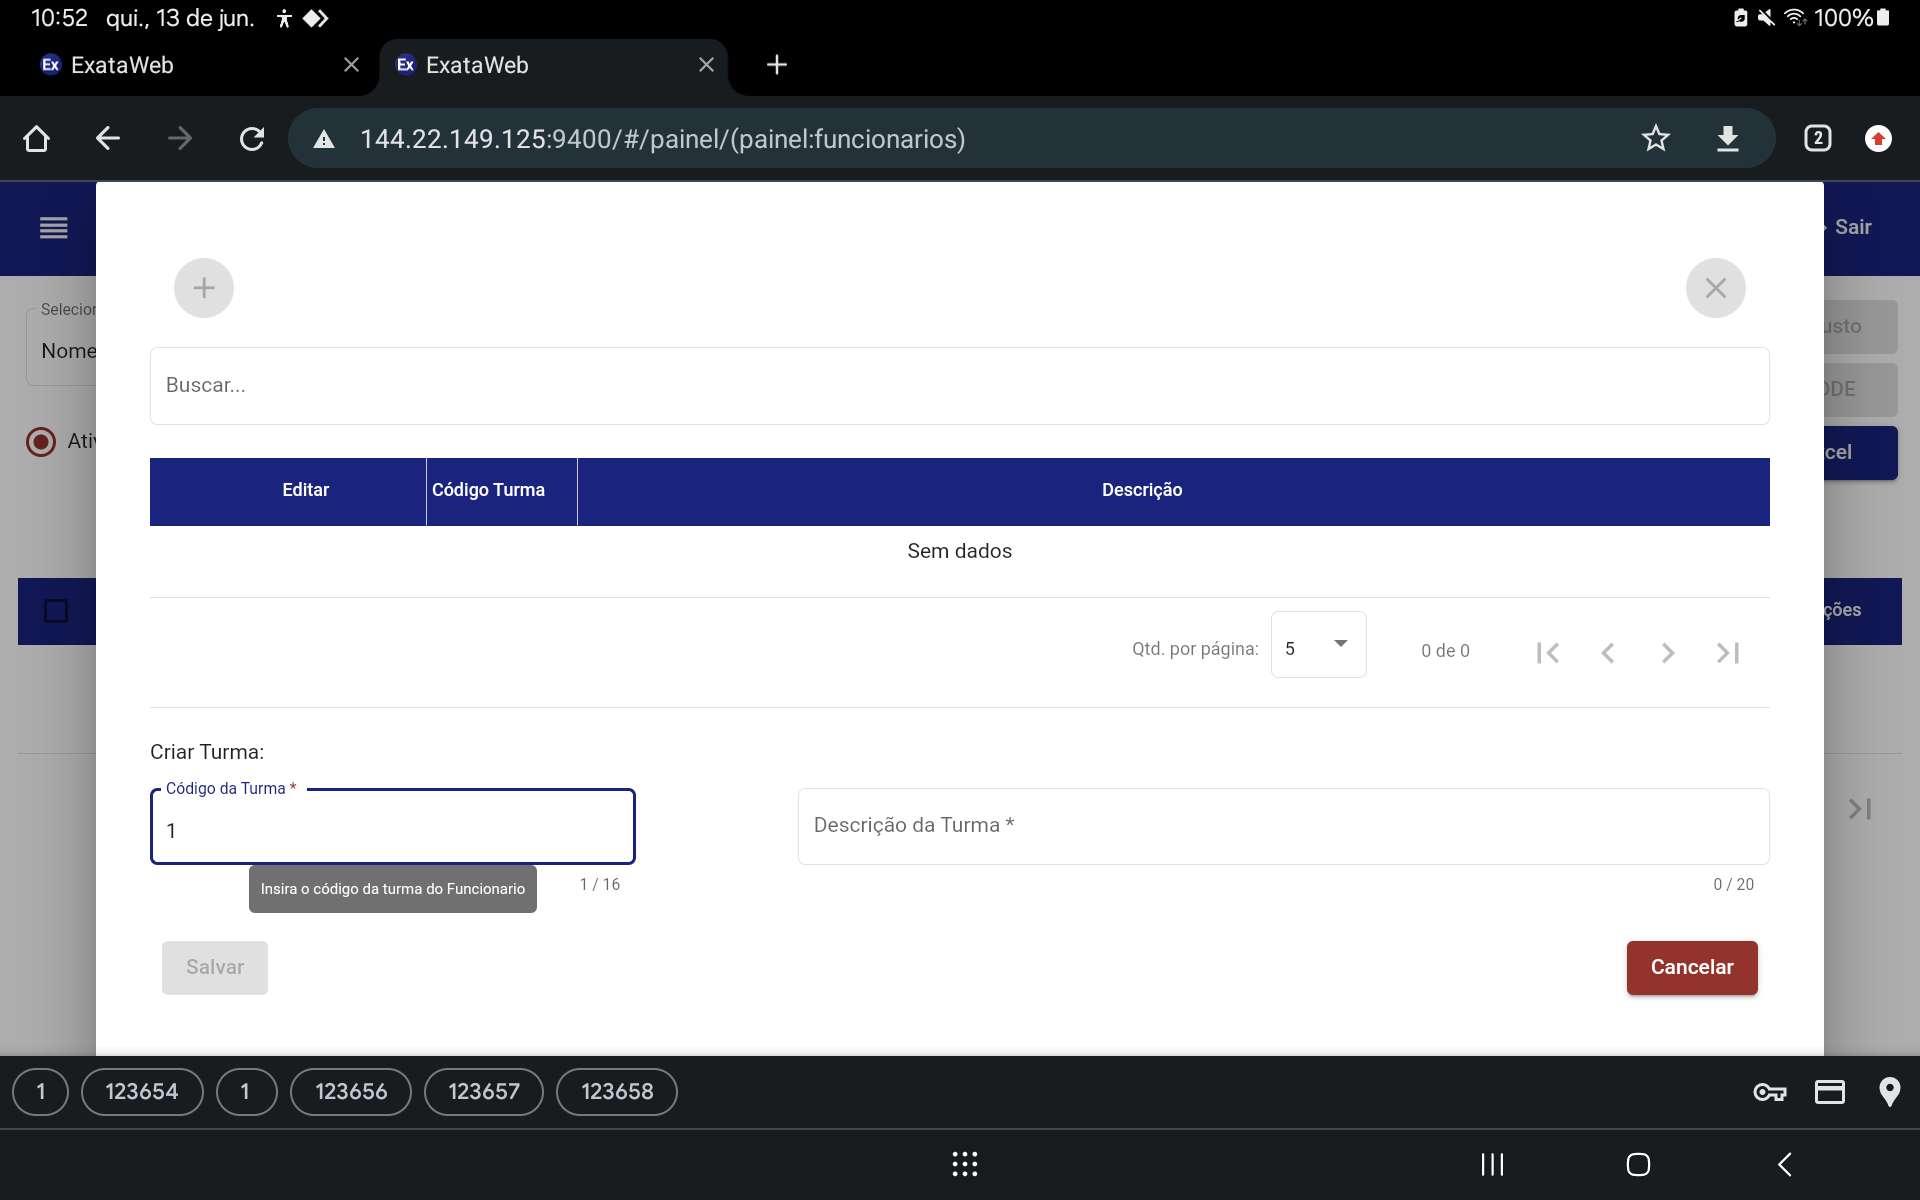 10:52 qui., 13 de jun. 100%
Ex ExataWeb Ex ExataWeb
144.22.149.125:9400/#/painel/(painel:funcionarios) 2
Sair
Selecion
Nome
usto
Buscar...
ODE
Ativ
cel
Editar Código Turma Descrição
Sem dados
ções
Qtd. por página: 5 0 de 0
Criar Turma:
Código da Turma *
1
Descrição da Turma *
Insira o código da turma do Funcionario
1 / 16
0 / 20
Salvar Cancelar
1 123654 1 123656 123657 123658